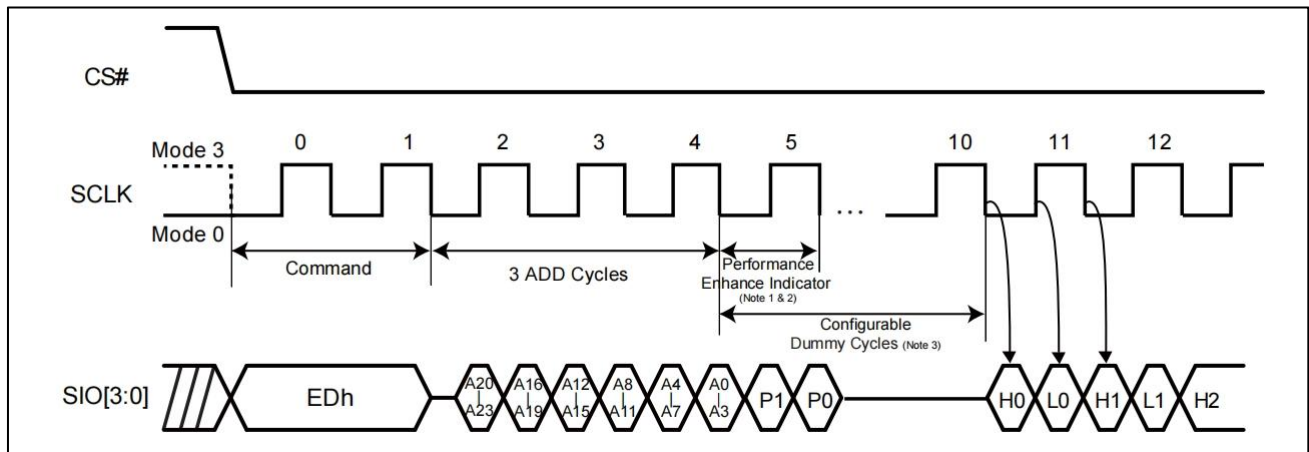 CS#
0 1 2 3 4 5 10 11 12
Mode 3
SCLK
...
Mode 0
Command
3 ADD Cycles
Performance
Enhance Indicator
(Note 1 & 2)
Configurable
Dummy Cycles (Note 3)
SIO[3:0]
EDh
A20
|
A23
A16
|
A19
A12
|
A15
A8
|
A11
A4
|
A7
A0
|
A3
P1
P0
H0
L0
H1
L1
H2